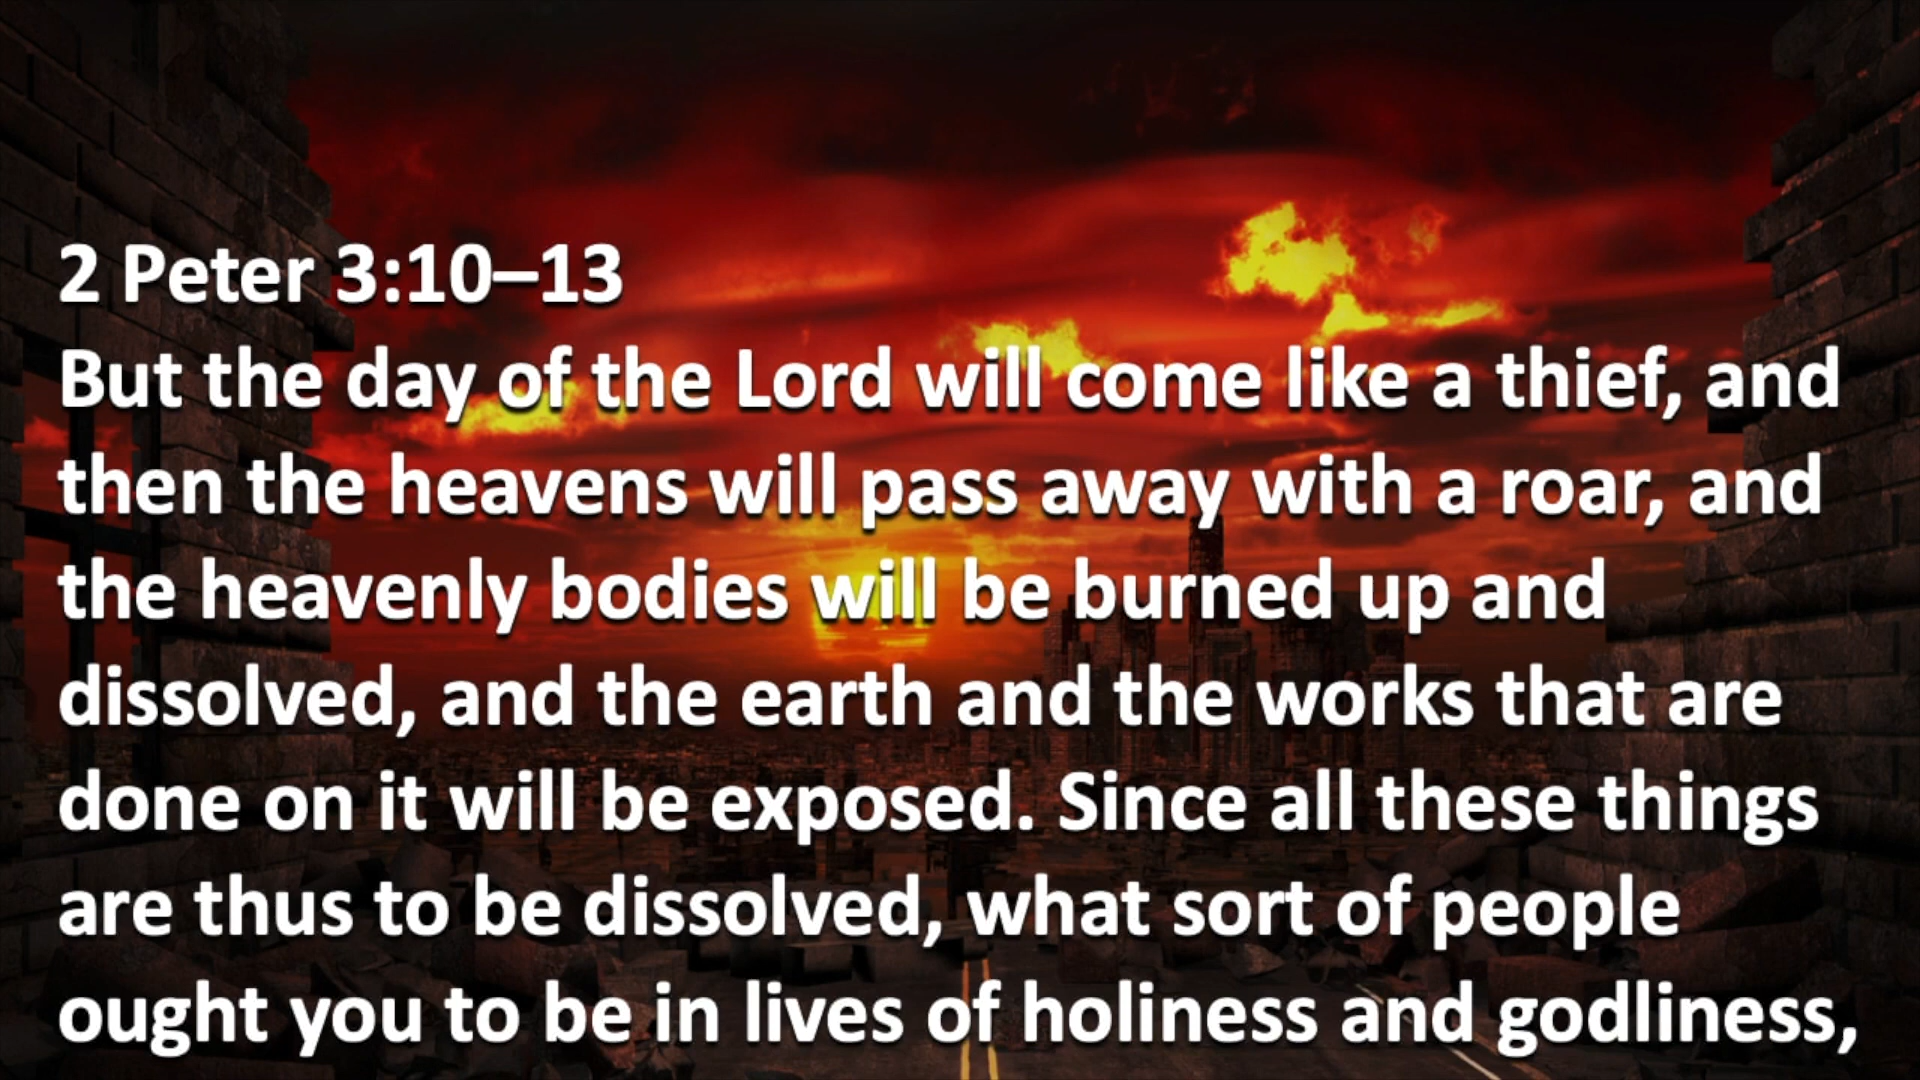 2 Peter 3:10–13
But the day of the Lord will come like a thief, and
then the heavens will pass away with a roar, and
the heavenly bodies will be burned up and
dissolved, and the earth and the works that are
done on it will be exposed. Since all these things
are thus to be dissolved, what sort of people
ought you to be in lives of holiness and godliness,